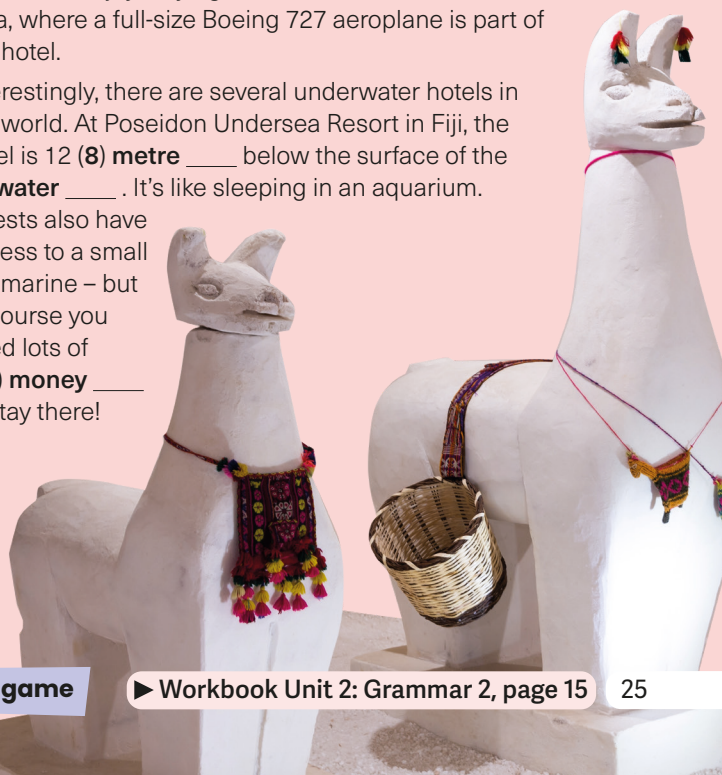 a, where a full-size Boeing 727 aeroplane is part of
hotel.
erestingly, there are several underwater hotels in
world. At Poseidon Undersea Resort in Fiji, the
el is 12 (8) metre ____ below the surface of the
water ____ . It's like sleeping in an aquarium.
ests also have
ess to a small
marine – but
ourse you
ed lots of
) money ____
tay there!
game
▶ Workbook Unit 2: Grammar 2, page 15
25